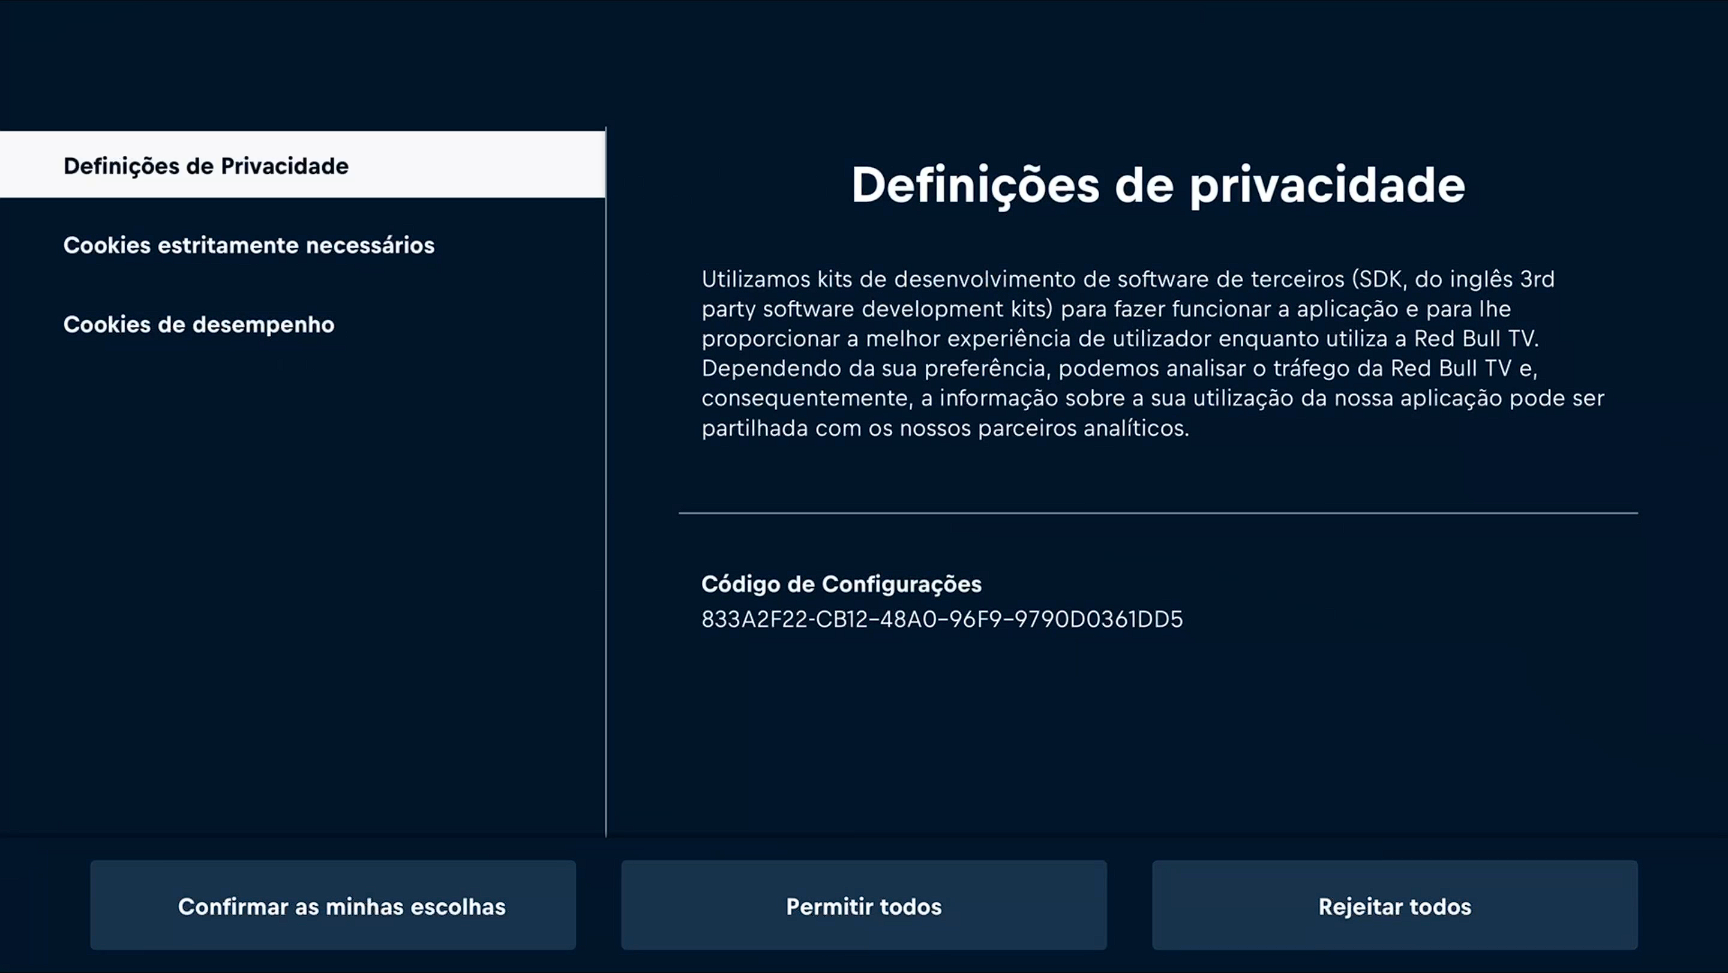 Definições de Privacidade
Cookies estritamente necessários
Cookies de desempenho
Definições de privacidade
Utilizamos kits de desenvolvimento de software de terceiros (SDK, do inglês 3rd
party software development kits) para fazer funcionar a aplicação e para lhe
proporcionar a melhor experiência de utilizador enquanto utiliza a Red Bull TV.
Dependendo da sua preferência, podemos analisar o tráfego da Red Bull TV e,
consequentemente, a informação sobre a sua utilização da nossa aplicação pode ser
partilhada com os nossos parceiros analíticos.
Código de Configurações
833A2F22-CB12-48A0-96F9-9790D0361DD5
Confirmar as minhas escolhas
Permitir todos
Rejeitar todos